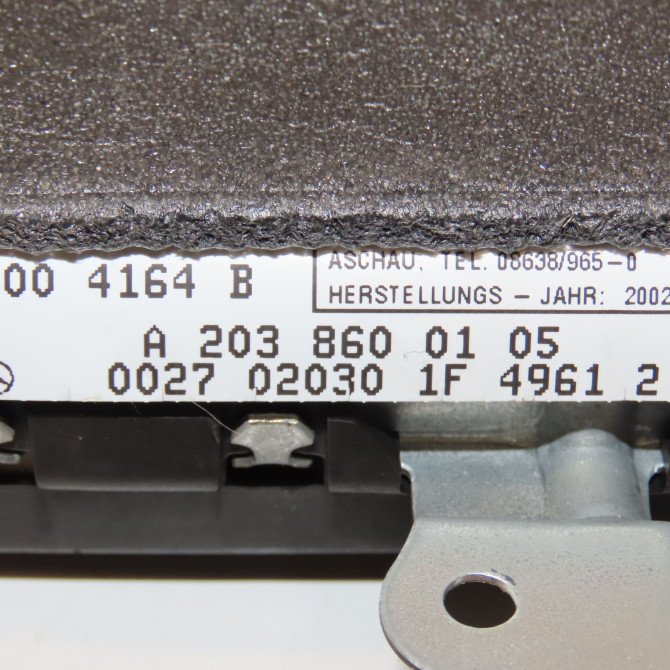 00 4164 B
ASCHAU, TEL. 08638/965-0
HERSTELLUNGS - JAHR: 2002
A 203 860 01 05
0027 02030 1F 4961 2